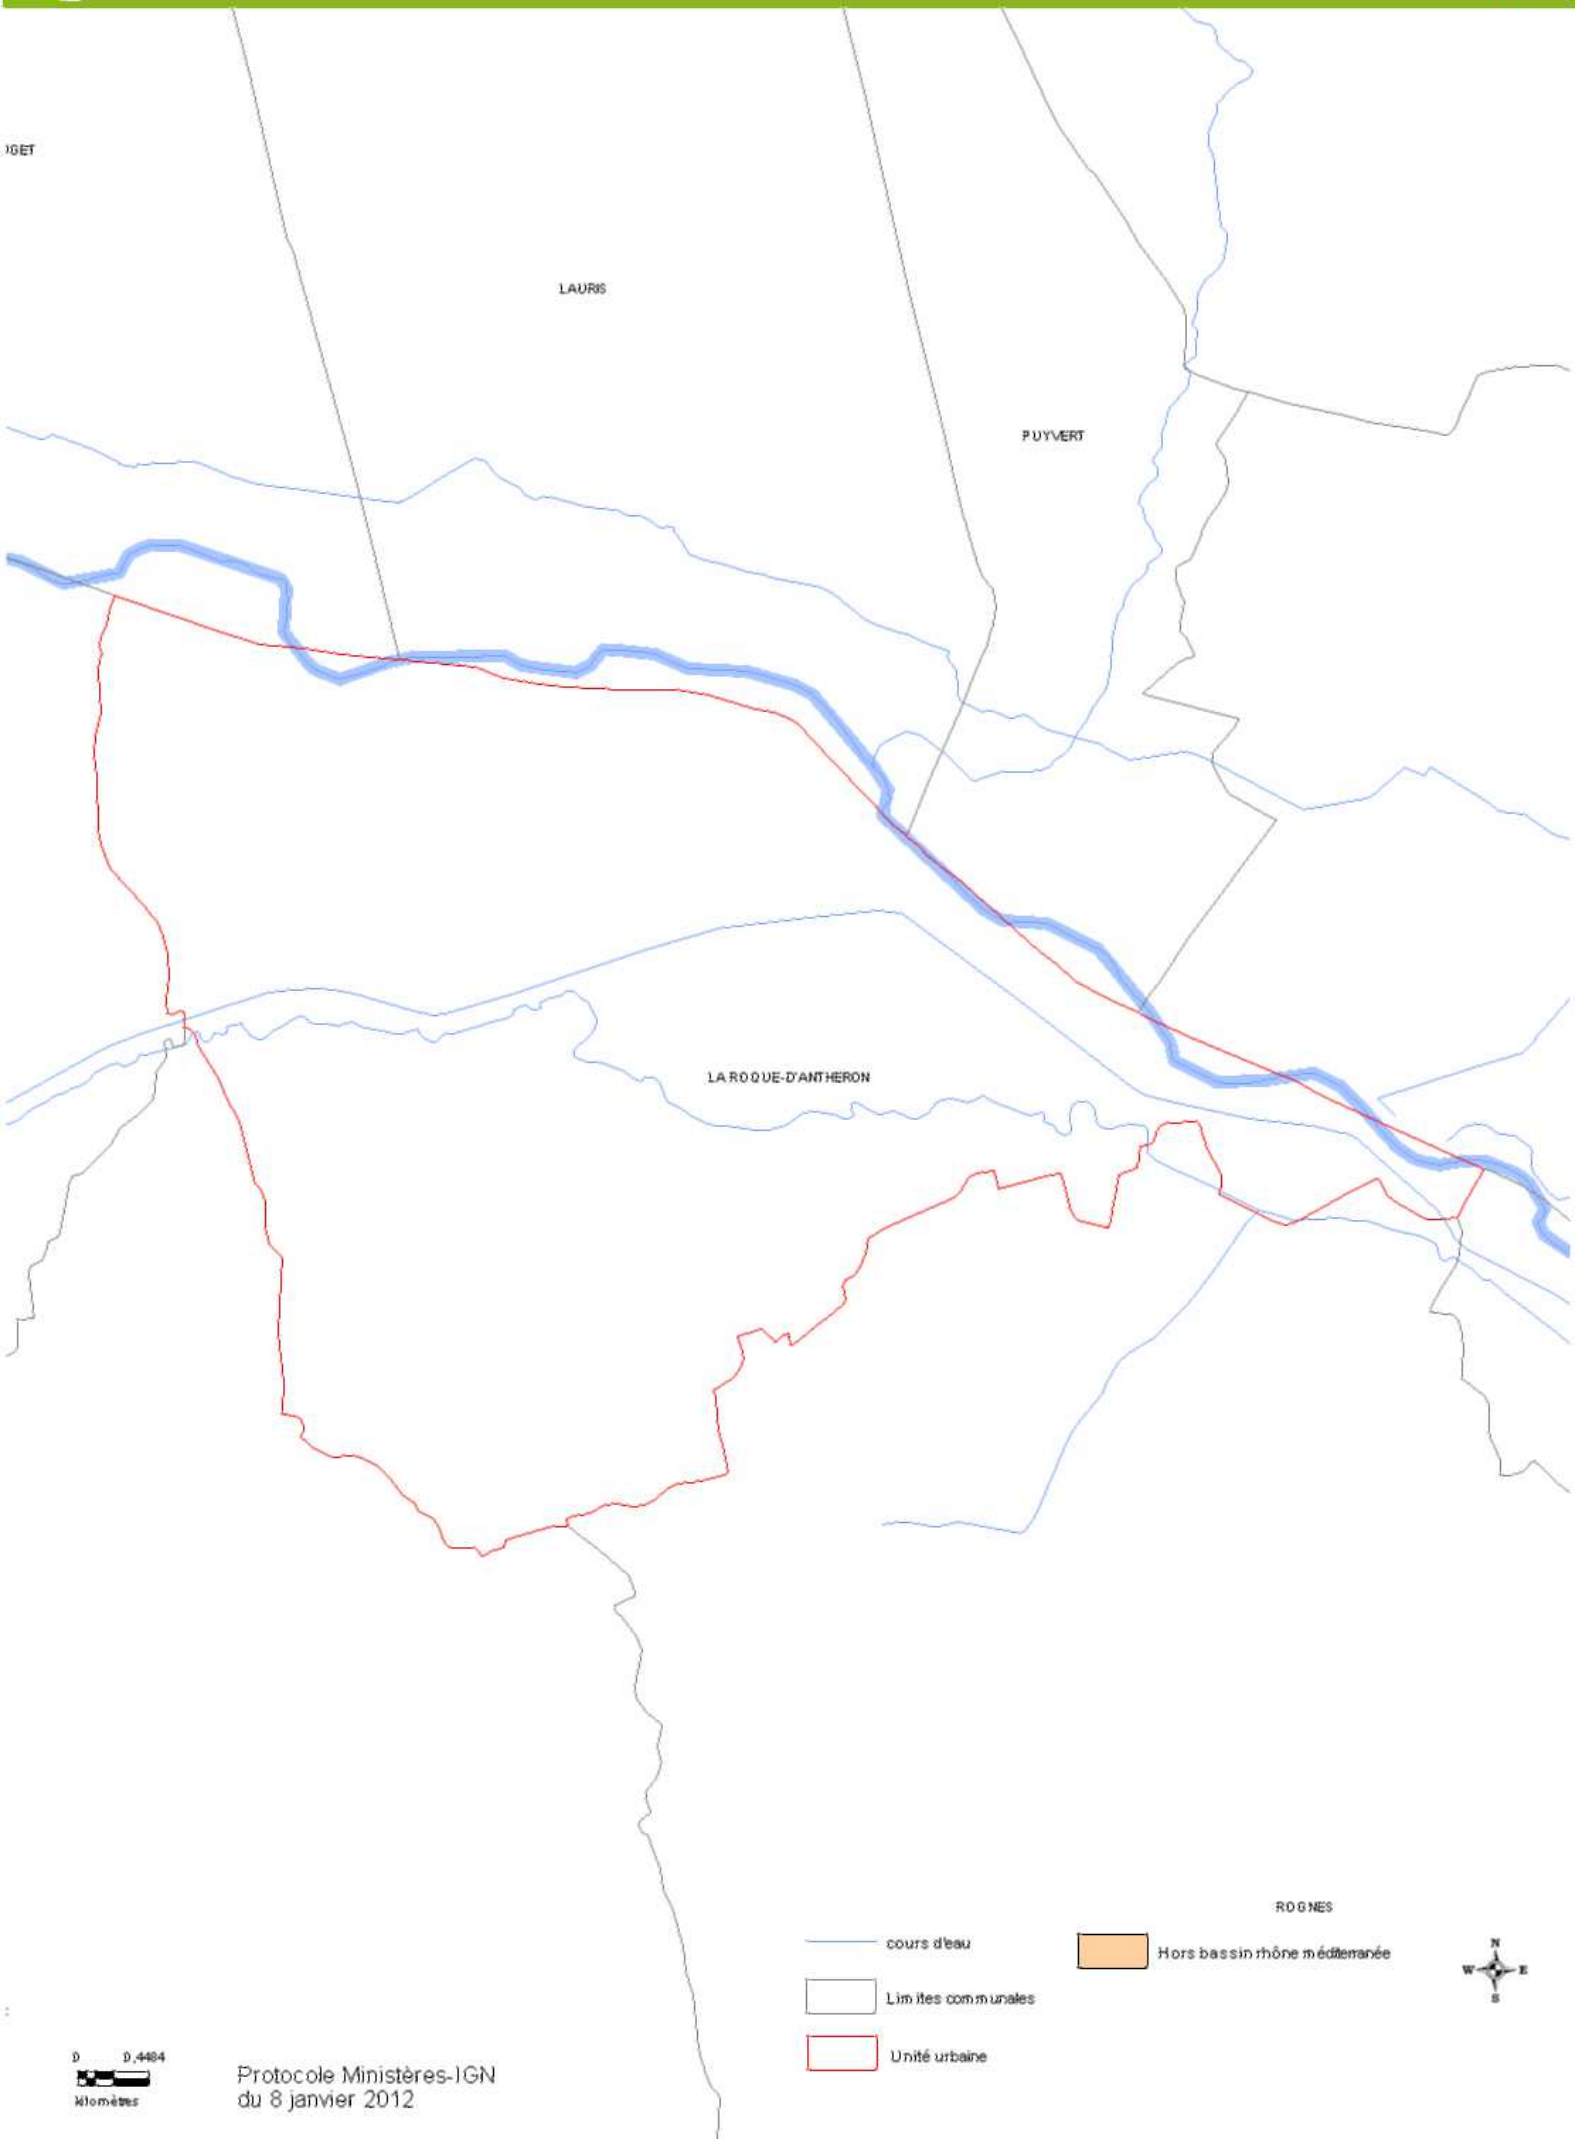 LAURIS
PUYVERT
LA ROQUE-D'ANTHERON
ROGNES
cours d'eau
Hors bassin rhône méditerranée
Limites communales
Unité urbaine
N
W E
S
0 0,4484
kilomètres
Protocole Ministères-IGN
du 8 janvier 2012